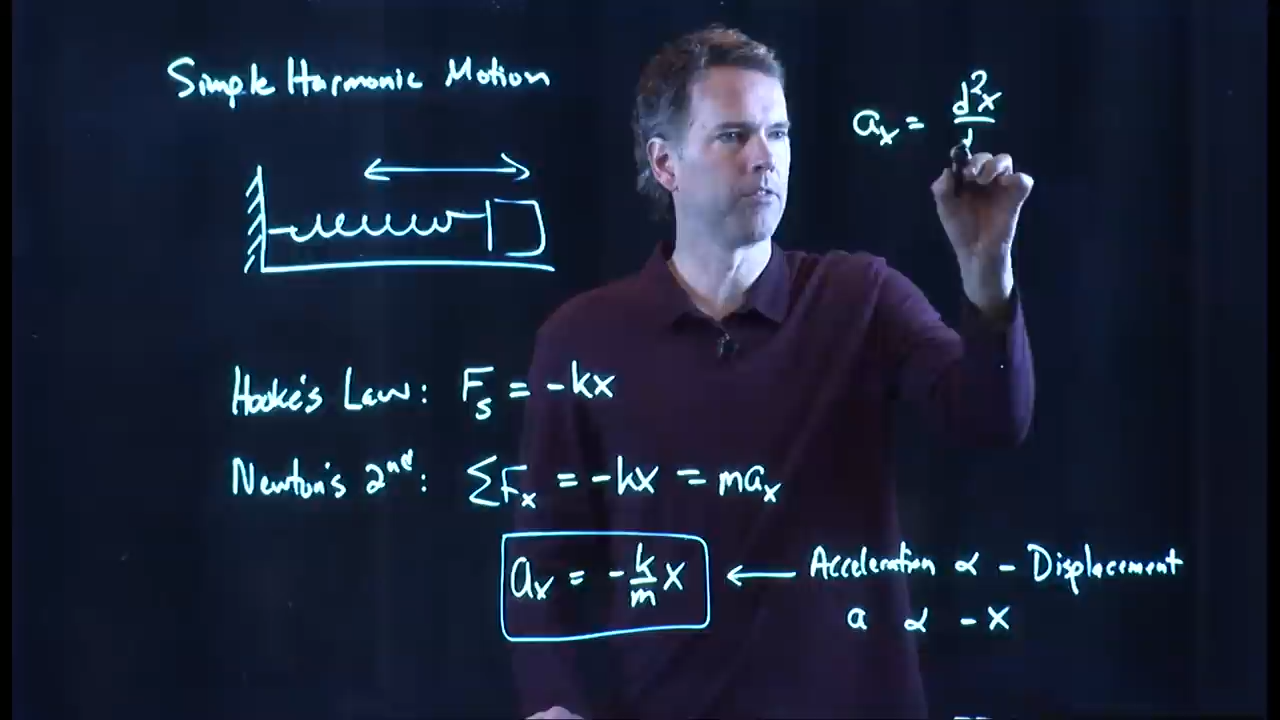 Simple Harmonic Motion
Hooke's Law: Fs = -kx
Newton's 2nd: ΣFx = -kx = max
ax = -k/m x ← Acceleration ∝ - Displacement
a ∝ - x
ax = d²x/d